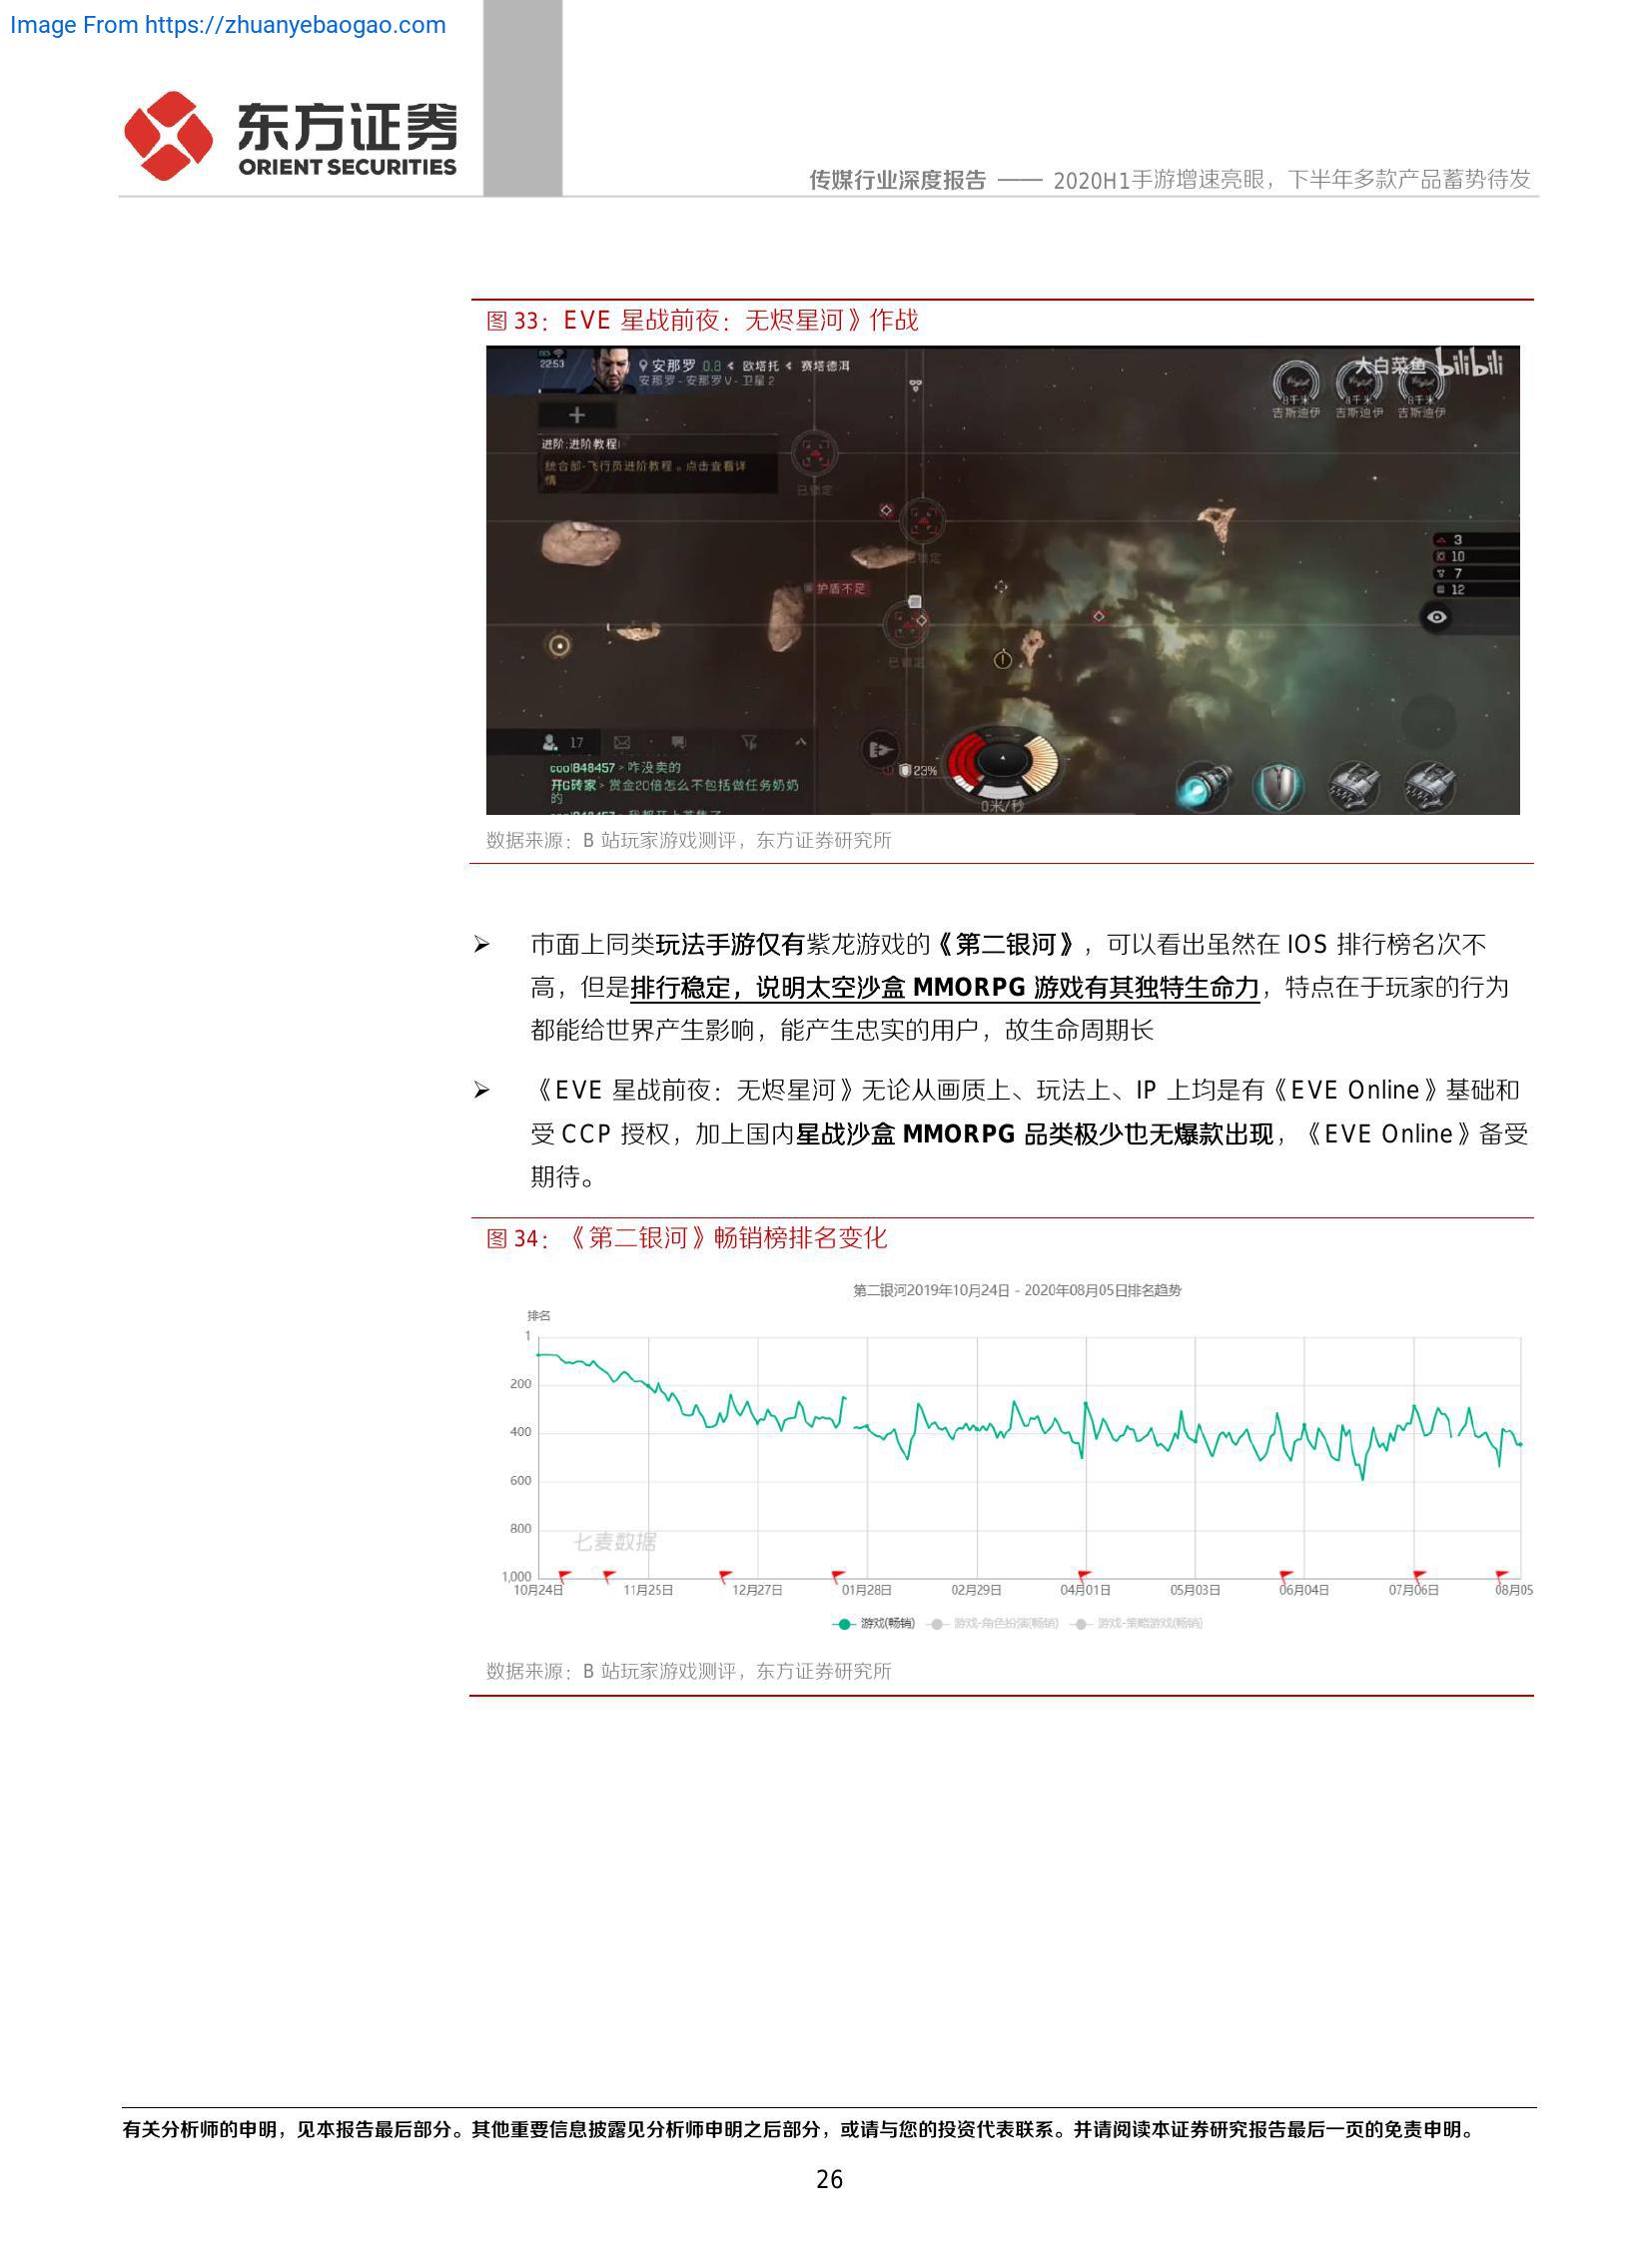 Image From https://zhuanyebaogao.com
东方证券
ORIENT SECURITIES
传媒行业深度报告 —— 2020H1手游增速亮眼，下半年多款产品蓄势待发
图 33：EVE 星战前夜：无烬星河》作战
22:53
安那罗 0.8 < 欧塔托 < 赛塔德洱
安那罗 - 安那罗 V - 卫星 2
大白菜鱼 bilibili
8千米 8千米 8千米
吉斯迪伊 吉斯迪伊 吉斯迪伊
进阶:进阶教程
统合部-飞行员进阶教程。点击查看详
情
已锁定
已锁定
3
10
护盾不足
7
12
已锁定
17
cool848457 > 咋没卖的
23%
开G砖家 > 赏金20倍怎么不包括做任务奶奶
的
0米/秒
数据来源：B 站玩家游戏测评，东方证券研究所
➢ 市面上同类玩法手游仅有紫龙游戏的《第二银河》，可以看出虽然在 IOS 排行榜名次不
高，但是排行稳定，说明太空沙盒 MMORPG 游戏有其独特生命力，特点在于玩家的行为
都能给世界产生影响，能产生忠实的用户，故生命周期长
➢ 《EVE 星战前夜：无烬星河》无论从画质上、玩法上、IP 上均是有《EVE Online》基础和
受 CCP 授权，加上国内星战沙盒 MMORPG 品类极少也无爆款出现，《EVE Online》备受
期待。
图 34：《第二银河》畅销榜排名变化
第二银河2019年10月24日 - 2020年08月05日排名趋势
排名
1
200
400
600
800
七麦数据
1,000
10月24日 11月25日 12月27日 01月28日 02月29日 04月01日 05月03日 06月04日 07月06日 08月05
游戏(畅销) 游戏-角色扮演(畅销) 游戏-策略游戏(畅销)
数据来源：B 站玩家游戏测评，东方证券研究所
有关分析师的申明，见本报告最后部分。其他重要信息披露见分析师申明之后部分，或请与您的投资代表联系。并请阅读本证券研究报告最后一页的免责申明。
26